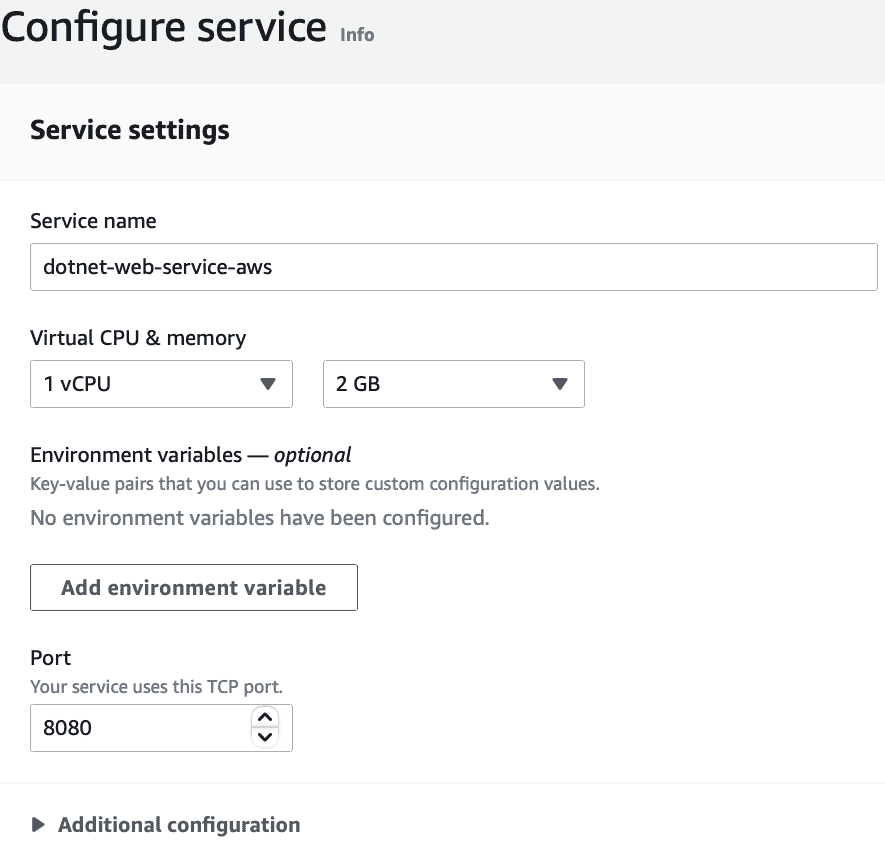 Configure service Info
Service settings
Service name
dotnet-web-service-aws
Virtual CPU & memory
1 vCPU 2 GB
Environment variables — optional
Key-value pairs that you can use to store custom configuration values.
No environment variables have been configured.
Add environment variable
Port
Your service uses this TCP port.
8080
Additional configuration